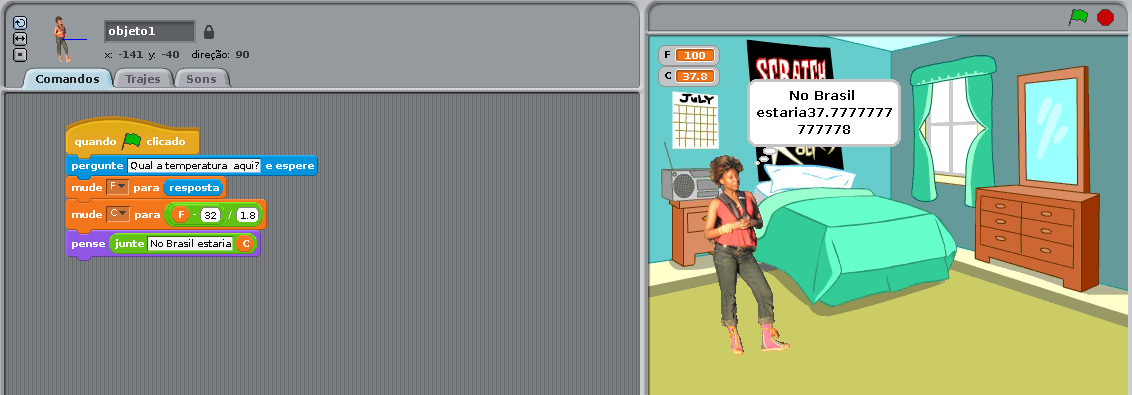 objeto1
x: -141 y: -40 direção: 90
Comandos Trajes Sons
quando clicado
pergunte Qual a temperatura aqui? e espere
mude F para resposta
mude C para F - 32 / 1.8
pense junte No Brasil estaria C
F 100
C 37.8
SCRATCH
JULY
No Brasil
estaria37.7777777
777778